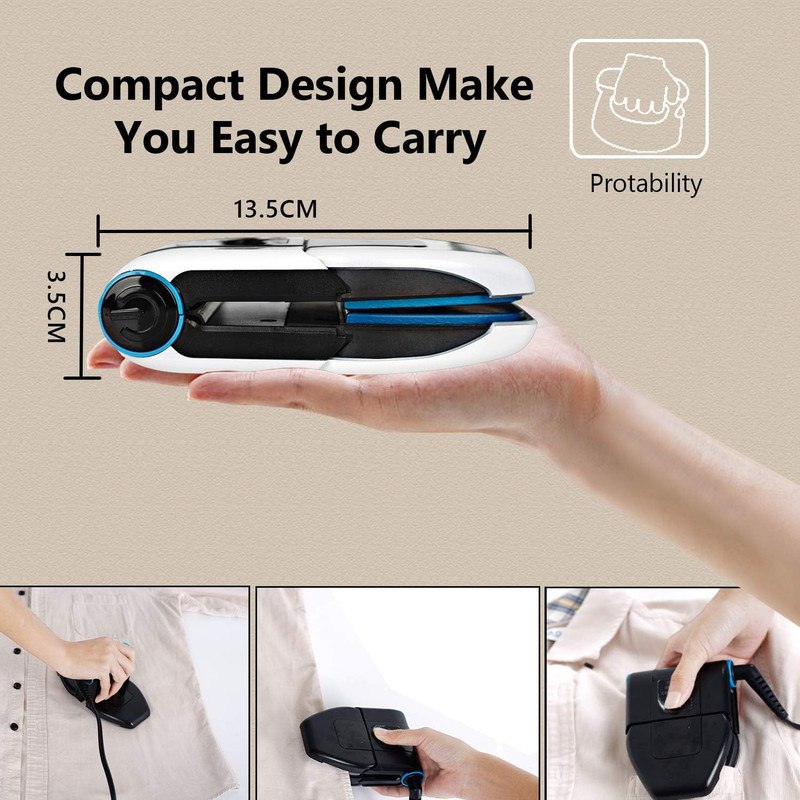 Compact Design Make
You Easy to Carry
Protability
13.5CM
3.5CM